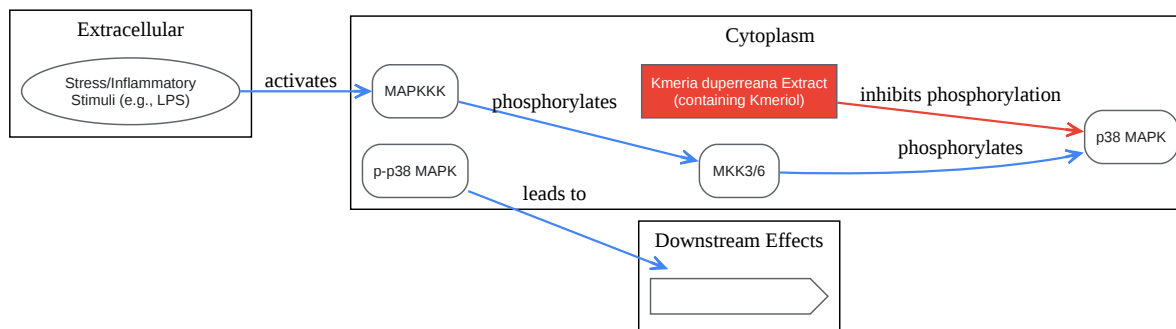 Extracellular
Stress/Inflammatory
Stimuli (e.g., LPS)
activates
Cytoplasm
MAPKKK
phosphorylates
Kmeria duperreana Extract
(containing Kmeriol)
inhibits phosphorylation
p38 MAPK
phosphorylates
p-p38 MAPK
MKK3/6
leads to
Downstream Effects